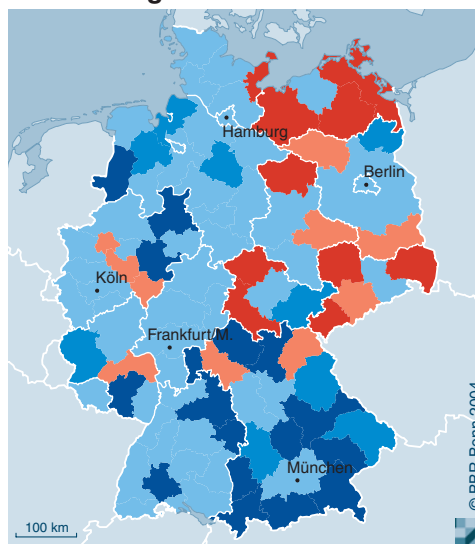 Hamburg
Berlin
Köln
Frankfurt/M.
München
100 km
© BBR Bonn 2004